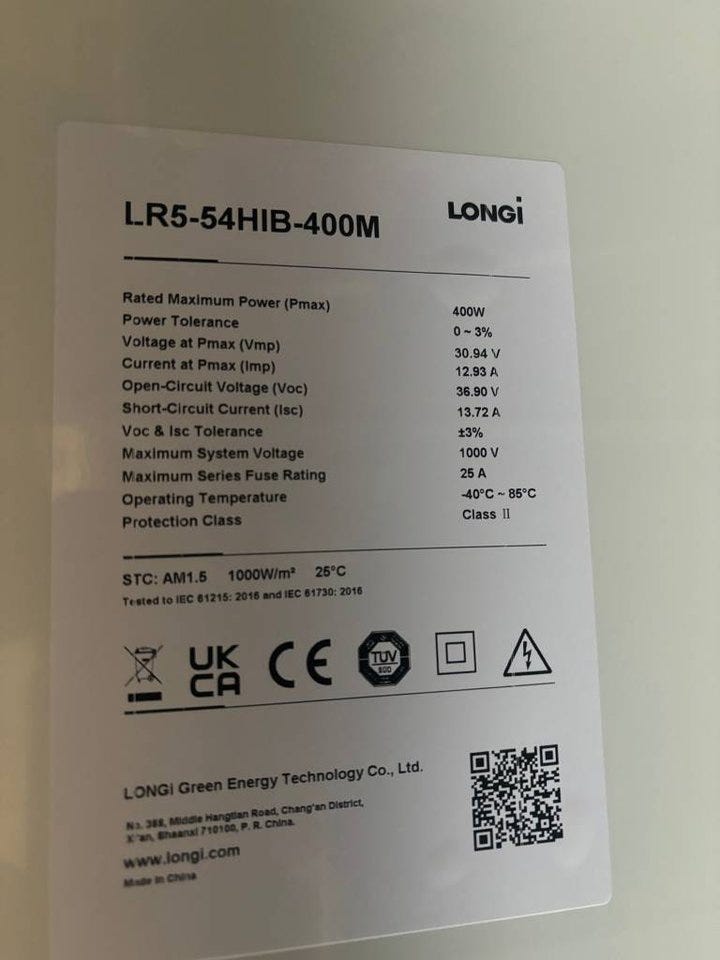 LR5-54HIB-400M
LONGi
Rated Maximum Power (Pmax) 400W
Power Tolerance 0 ~ 3%
Voltage at Pmax (Vmp) 30.94 V
Current at Pmax (Imp) 12.93 A
Open-Circuit Voltage (Voc) 36.90 V
Short-Circuit Current (Isc) 13.72 A
Voc & Isc Tolerance ±3%
Maximum System Voltage 1000 V
Maximum Series Fuse Rating 25 A
Operating Temperature -40°C ~ 85°C
Protection Class Class II
STC: AM1.5 1000W/m² 25°C
Tested to IEC 61215: 2016 and IEC 61730: 2016
UK
CA
CE
TÜV
SÜD
LONGi Green Energy Technology Co., Ltd.
No. 388, Middle Hangtian Road, Chang'an District,
Xi'an, Shaanxi 710100, P. R. China.
www.longi.com
Made in China